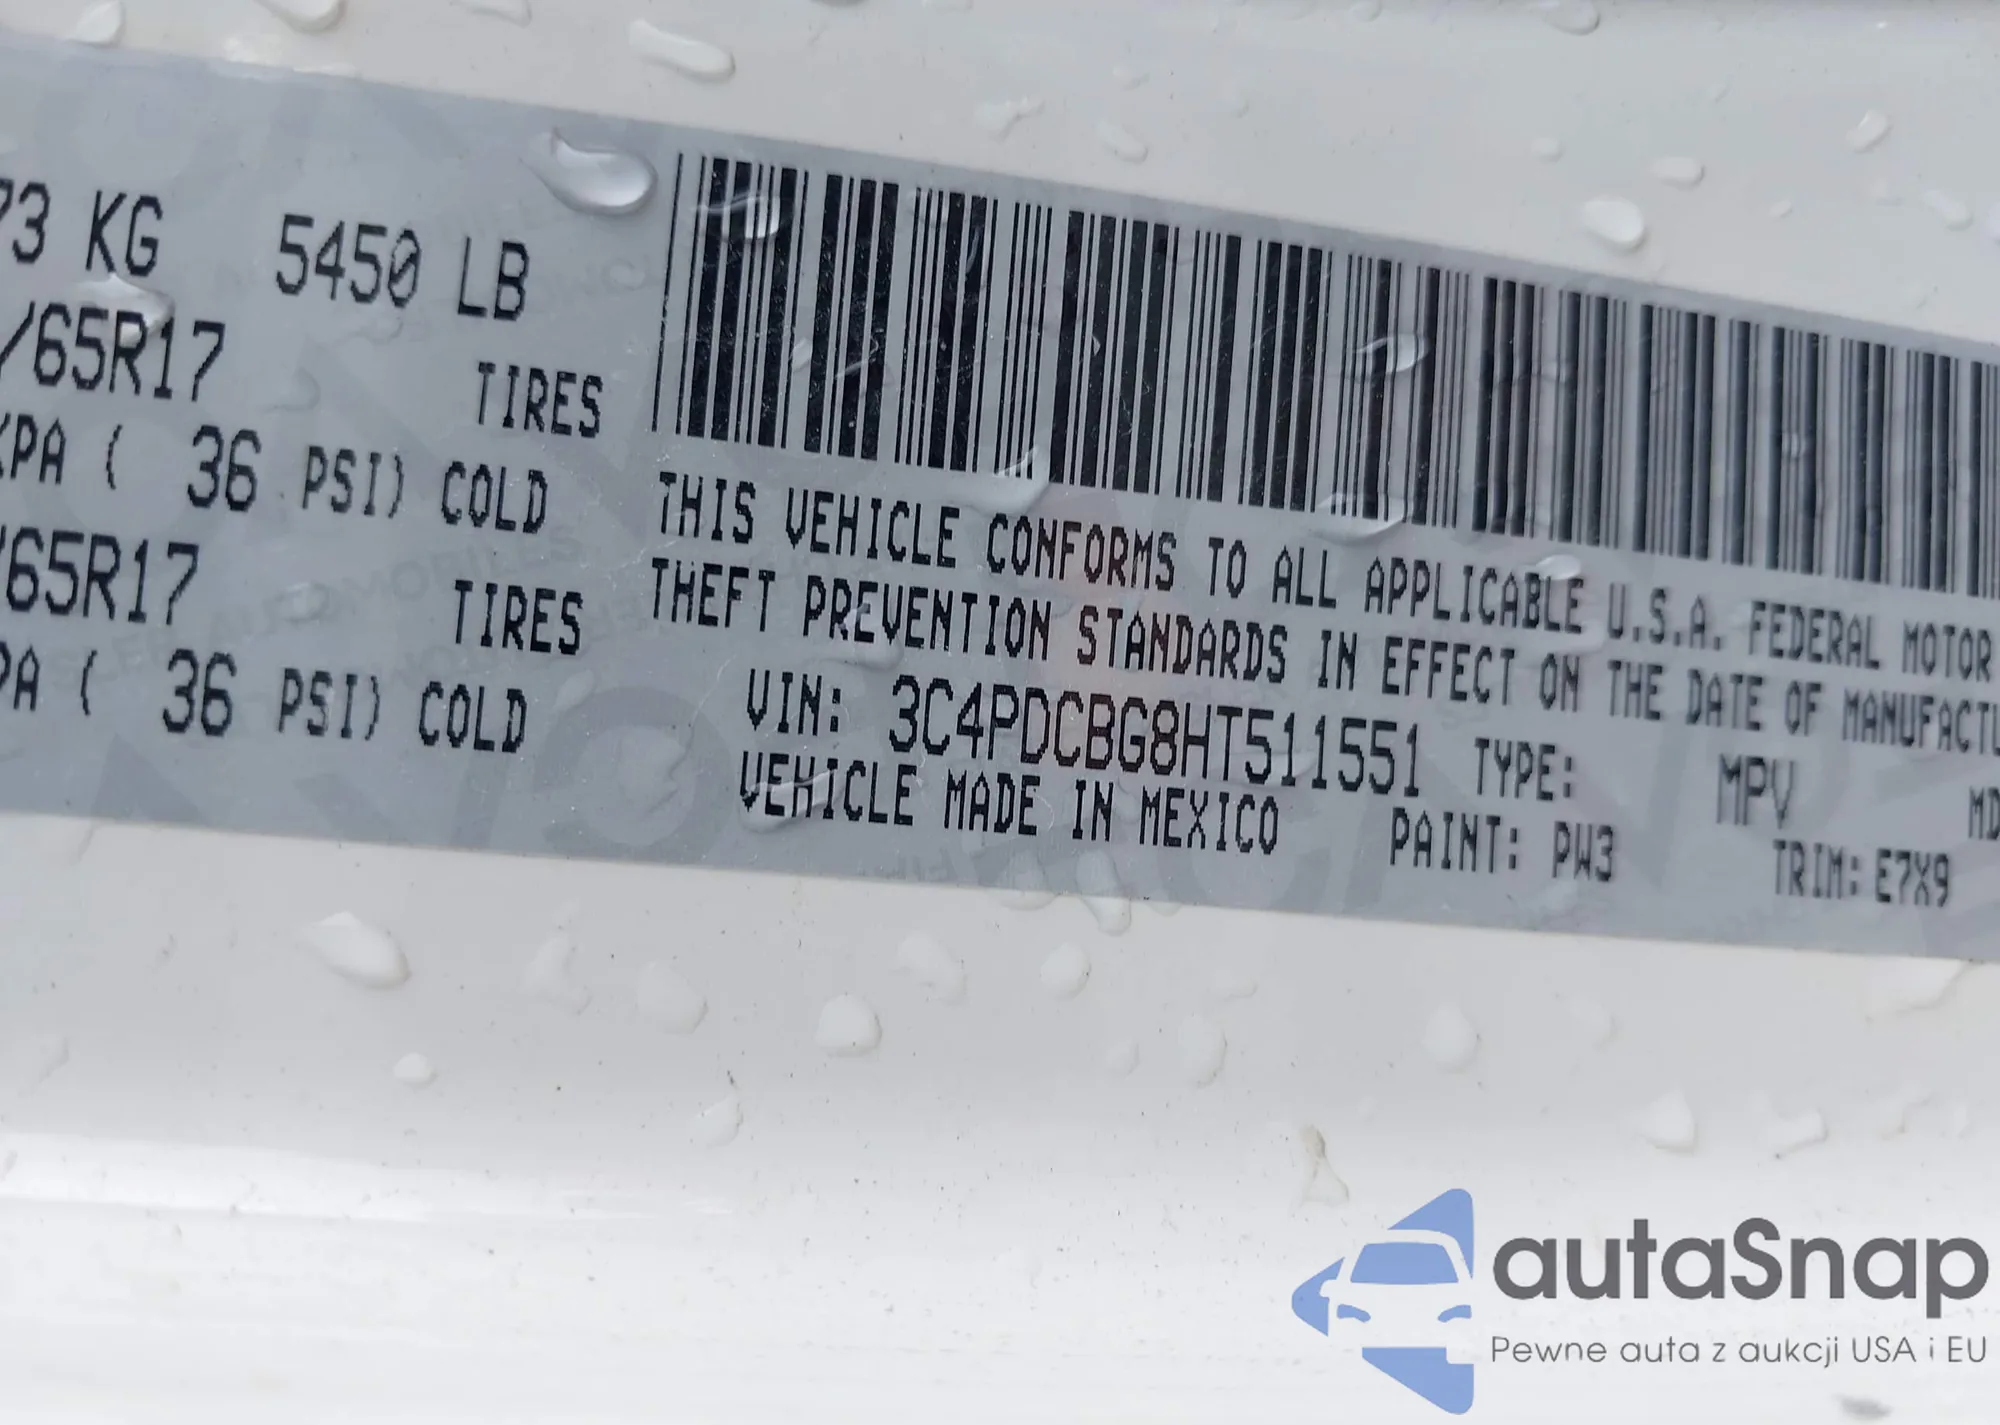 73 KG 5450 LB
/65R17 TIRES
KPA ( 36 PSI) COLD
/65R17 TIRES
PA ( 36 PSI) COLD
THIS VEHICLE CONFORMS TO ALL APPLICABLE U.S.A. FEDERAL MOTOR
THEFT PREVENTION STANDARDS IN EFFECT ON THE DATE OF MANUFACTU
VIN: 3C4PDCBG8HT511551 TYPE: MPV MD
VEHICLE MADE IN MEXICO PAINT: PW3 TRIM: E7X9
autaSnap
Pewne auta z aukcji USA i EU